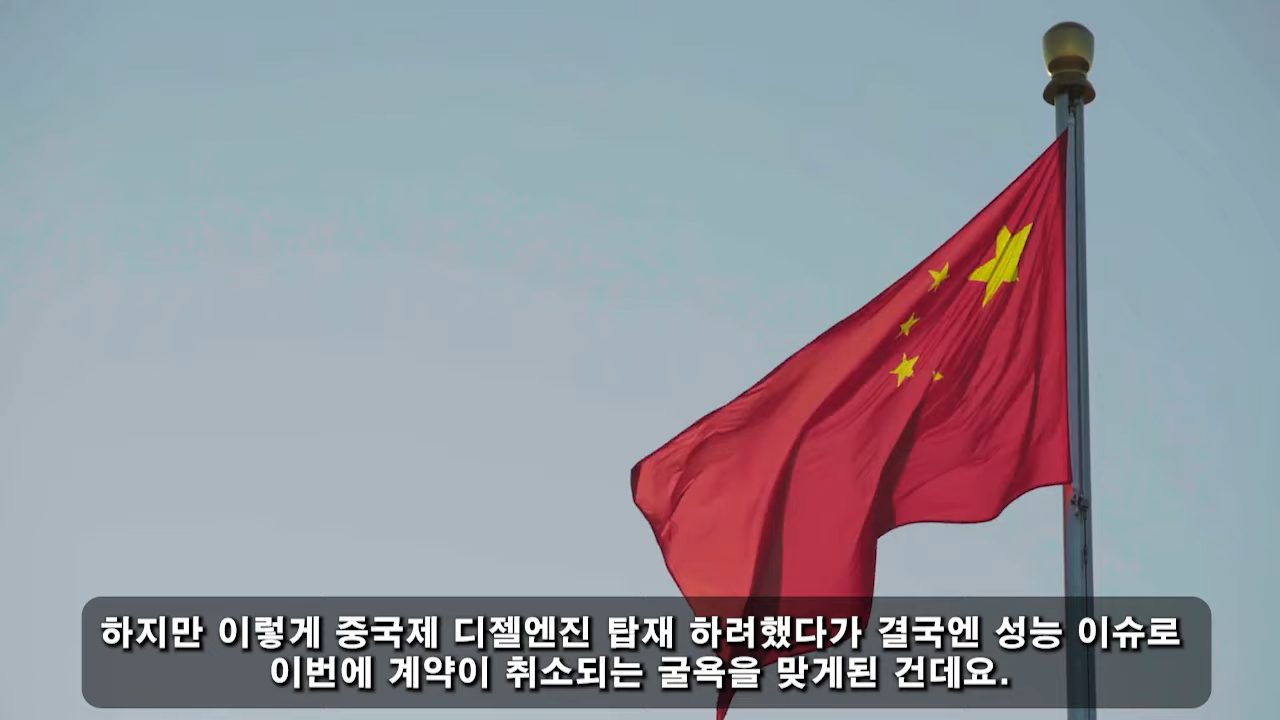 하지만 이렇게 중국제 디젤엔진 탑재 하려했다가 결국엔 성능 이슈로
이번에 계약이 취소되는 굴욕을 맞게된 건데요.